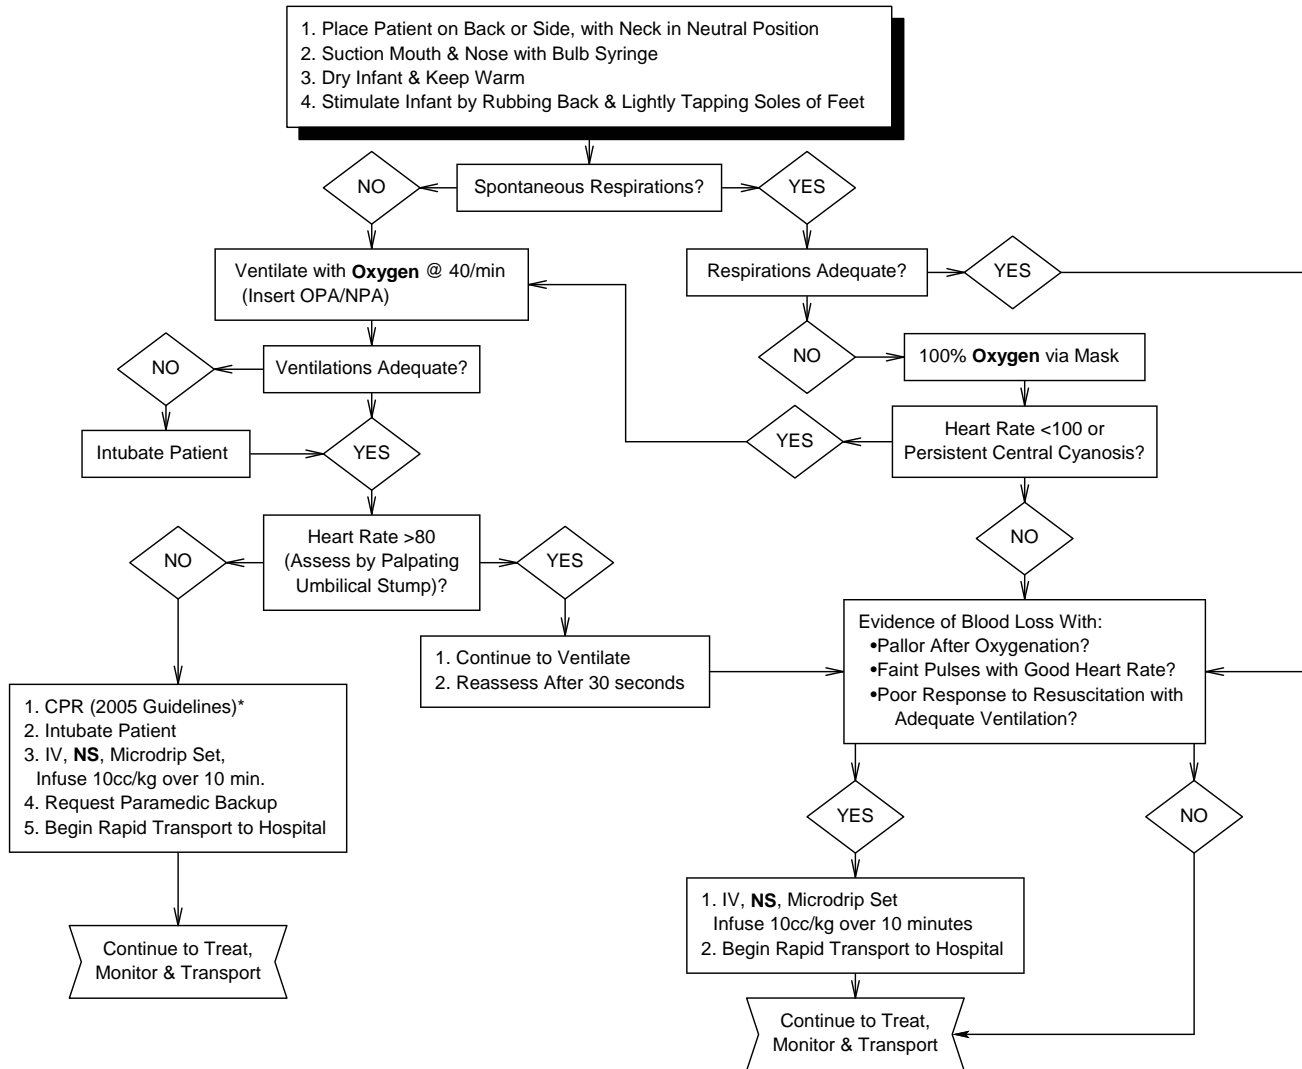 1. Place Patient on Back or Side, with Neck in Neutral Position
2. Suction Mouth & Nose with Bulb Syringe
3. Dry Infant & Keep Warm
4. Stimulate Infant by Rubbing Back & Lightly Tapping Soles of Feet
NO
Spontaneous Respirations?
YES
Ventilate with Oxygen @ 40/min
(Insert OPA/NPA)
Respirations Adequate?
YES
NO
Ventilations Adequate?
NO
100% Oxygen via Mask
Intubate Patient
YES
YES
Heart Rate <100 or
Persistent Central Cyanosis?
NO
NO
Heart Rate >80
(Assess by Palpating
Umbilical Stump)?
YES
1. Continue to Ventilate
2. Reassess After 30 seconds
Evidence of Blood Loss With:
•Pallor After Oxygenation?
•Faint Pulses with Good Heart Rate?
•Poor Response to Resuscitation with
Adequate Ventilation?
1. CPR (2005 Guidelines)*
2. Intubate Patient
3. IV, NS, Microdrip Set,
Infuse 10cc/kg over 10 min.
4. Request Paramedic Backup
5. Begin Rapid Transport to Hospital
YES
NO
1. IV, NS, Microdrip Set
Infuse 10cc/kg over 10 minutes
2. Begin Rapid Transport to Hospital
Continue to Treat,
Monitor & Transport
Continue to Treat,
Monitor & Transport